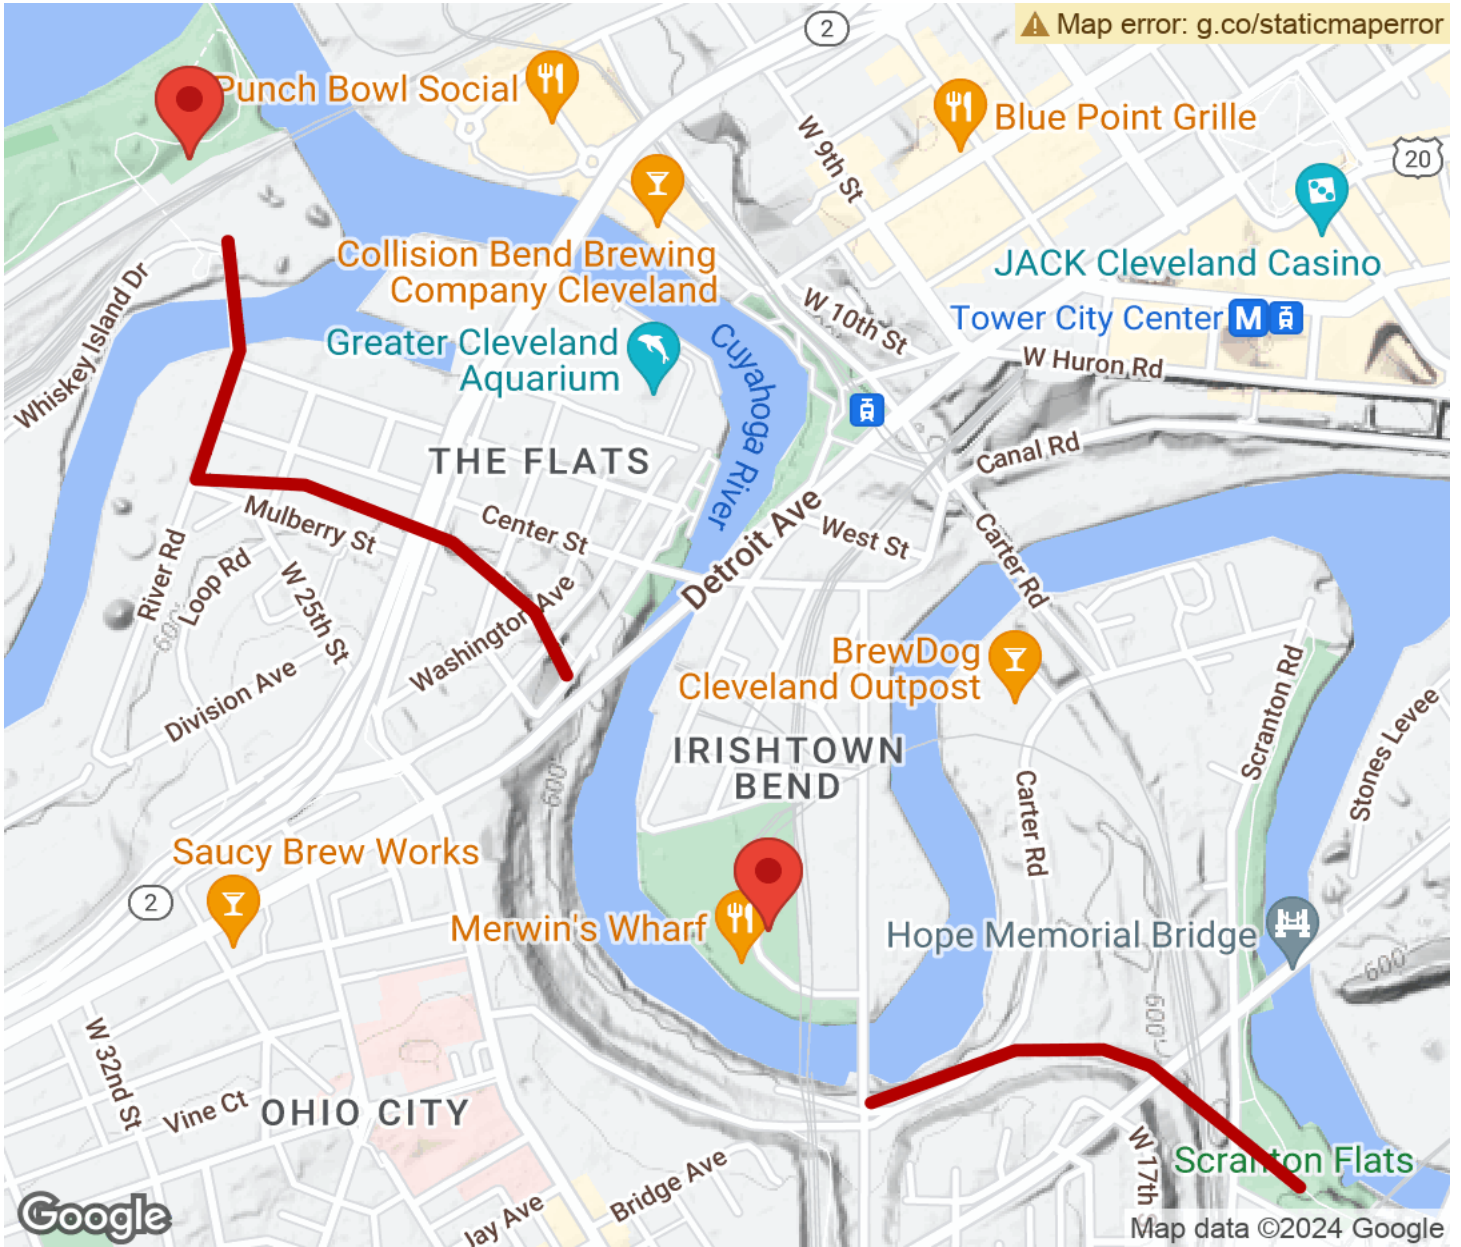 2
Map error: g.co/staticmaperror
Punch Bowl Social
Blue Point Grille
W 9th St
20
Collision Bend Brewing
Company Cleveland
JACK Cleveland Casino
Whiskey Island Dr
W 10th St
Tower City Center
M
Greater Cleveland
Aquarium
W Huron Rd
Cuyahoga River
THE FLATS
Canal Rd
Mulberry St
Center St
Detroit Ave
West St
Carter Rd
River Rd
Loop Rd
600'
W 25th St
Washington Ave
BrewDog
Cleveland Outpost
Division Ave
Scranton Rd
Stones Levee
IRISHTOWN
BEND
600'
Carter Rd
Saucy Brew Works
2
Merwin's Wharf
Hope Memorial Bridge
600'
600'
W 32nd St
Vine Ct
OHIO CITY
Bridge Ave
W 17th S
Scranton Flats
Jay Ave
Google
Map data ©2024 Google